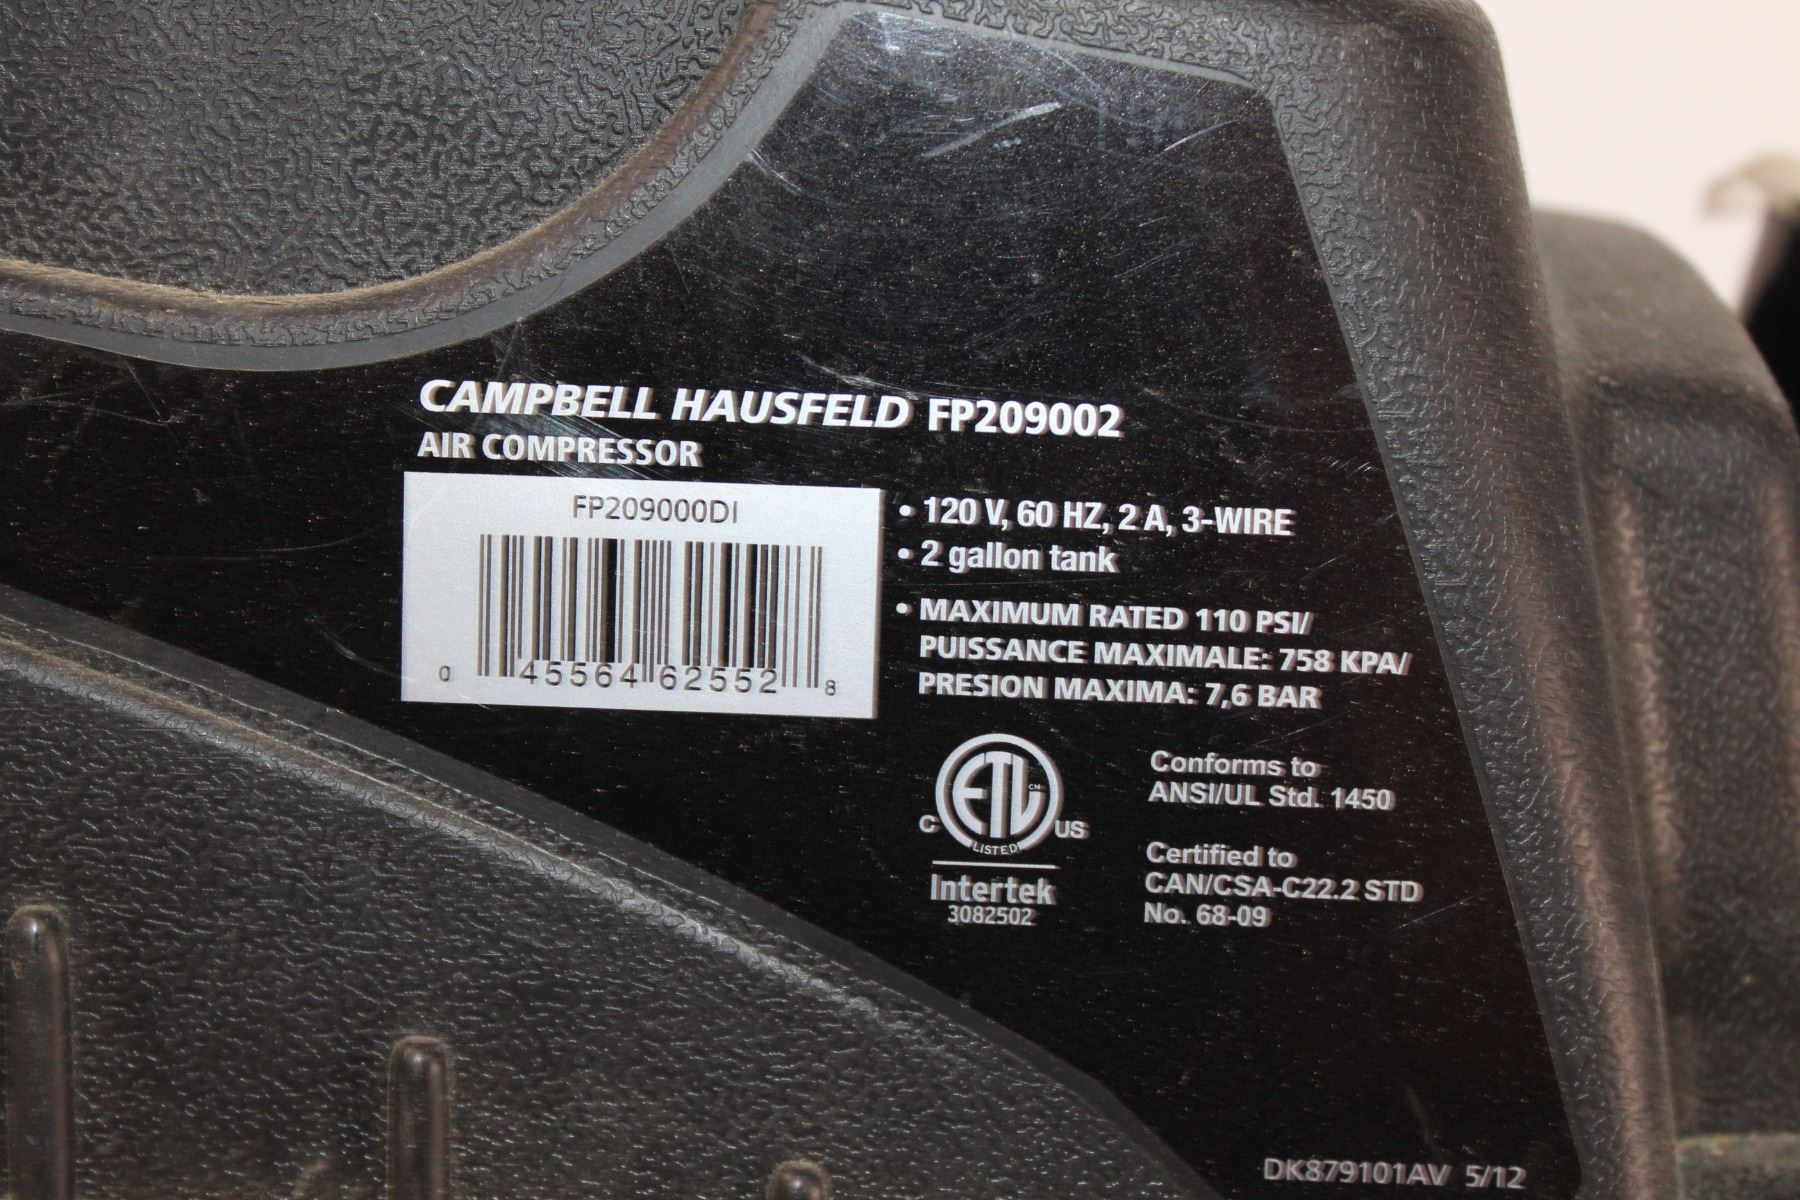 CAMPBELL HAUSFELD FP209002
AIR COMPRESSOR
FP209000DI
0 45564 62552 8
• 120 V, 60 HZ, 2 A, 3-WIRE
• 2 gallon tank
• MAXIMUM RATED 110 PSI/
PUISSANCE MAXIMALE: 758 KPA/
PRESION MAXIMA: 7,6 BAR
ETL CM
C US
LISTED
Intertek
3082502
Conforms to
ANSI/UL Std. 1450
Certified to
CAN/CSA-C22.2 STD
No. 68-09
DK879101AV 5/12